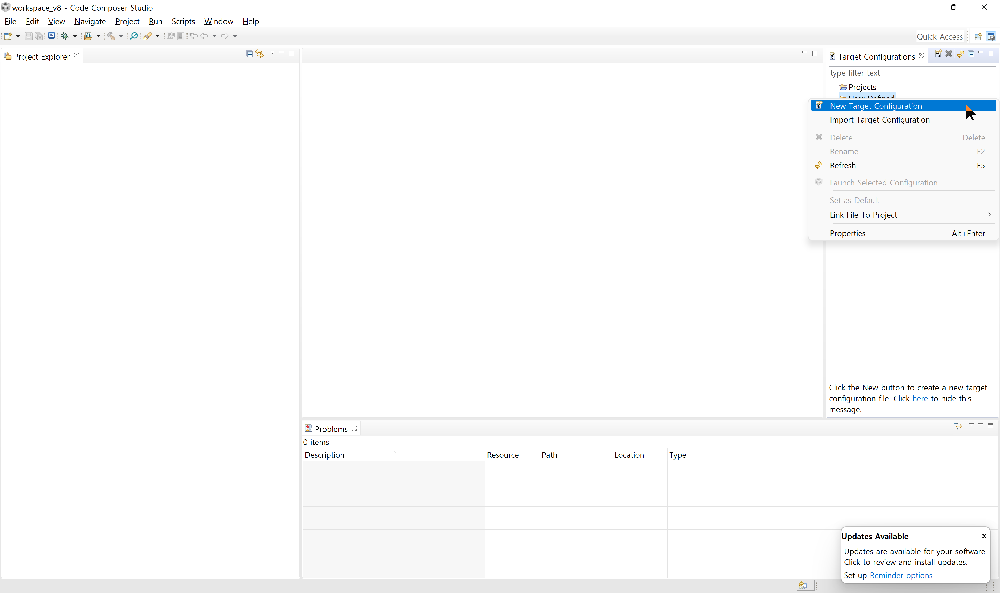 workspace_v8 - Code Composer Studio
File Edit View Navigate Project Run Scripts Window Help
Quick Access
Project Explorer
Target Configurations
type filter text
Projects
User Defined
New Target Configuration
Import Target Configuration
Delete Delete
Rename F2
Refresh F5
Launch Selected Configuration
Set as Default
Link File To Project
Properties Alt+Enter
Click the New button to create a new target
configuration file. Click here to hide this
message.
Problems
0 items
Description Resource Path Location Type
Updates Available
Updates are available for your software.
Click to review and install updates.
Set up Reminder options